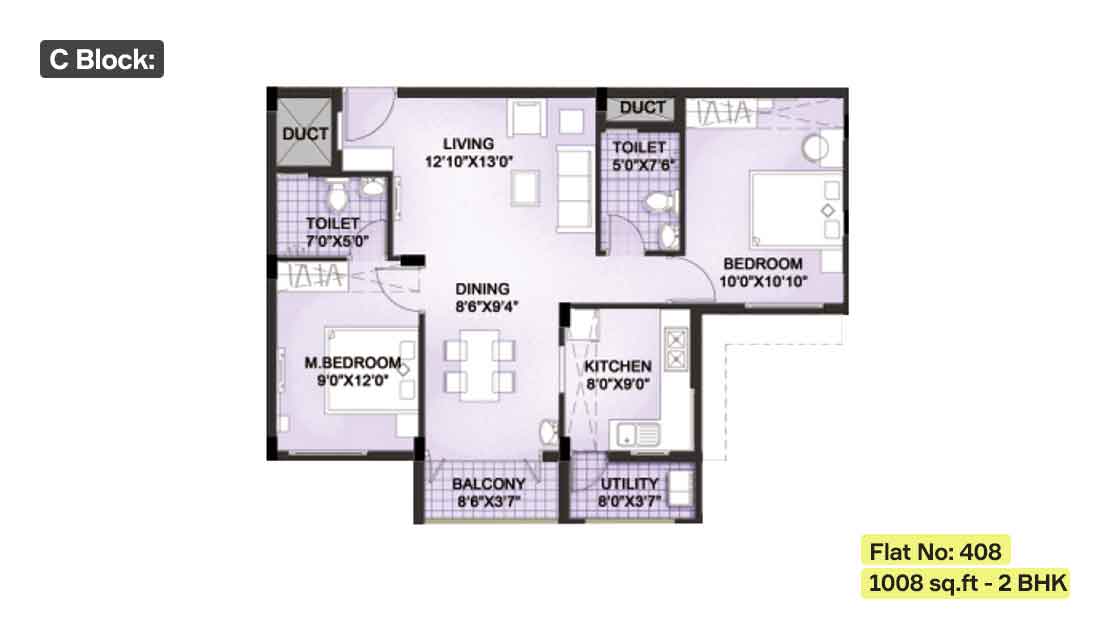 C Block:
DUCT
LIVING
12'10"X13'0"
DUCT
TOILET
5'0"X7'6"
TOILET
7'0"X5'0"
BEDROOM
10'0"X10'10"
DINING
8'6"X9'4"
M.BEDROOM
9'0"X12'0"
KITCHEN
8'0"X9'0"
BALCONY
8'6"X3'7"
UTILITY
8'0"X3'7"
Flat No: 408
1008 sq.ft - 2 BHK